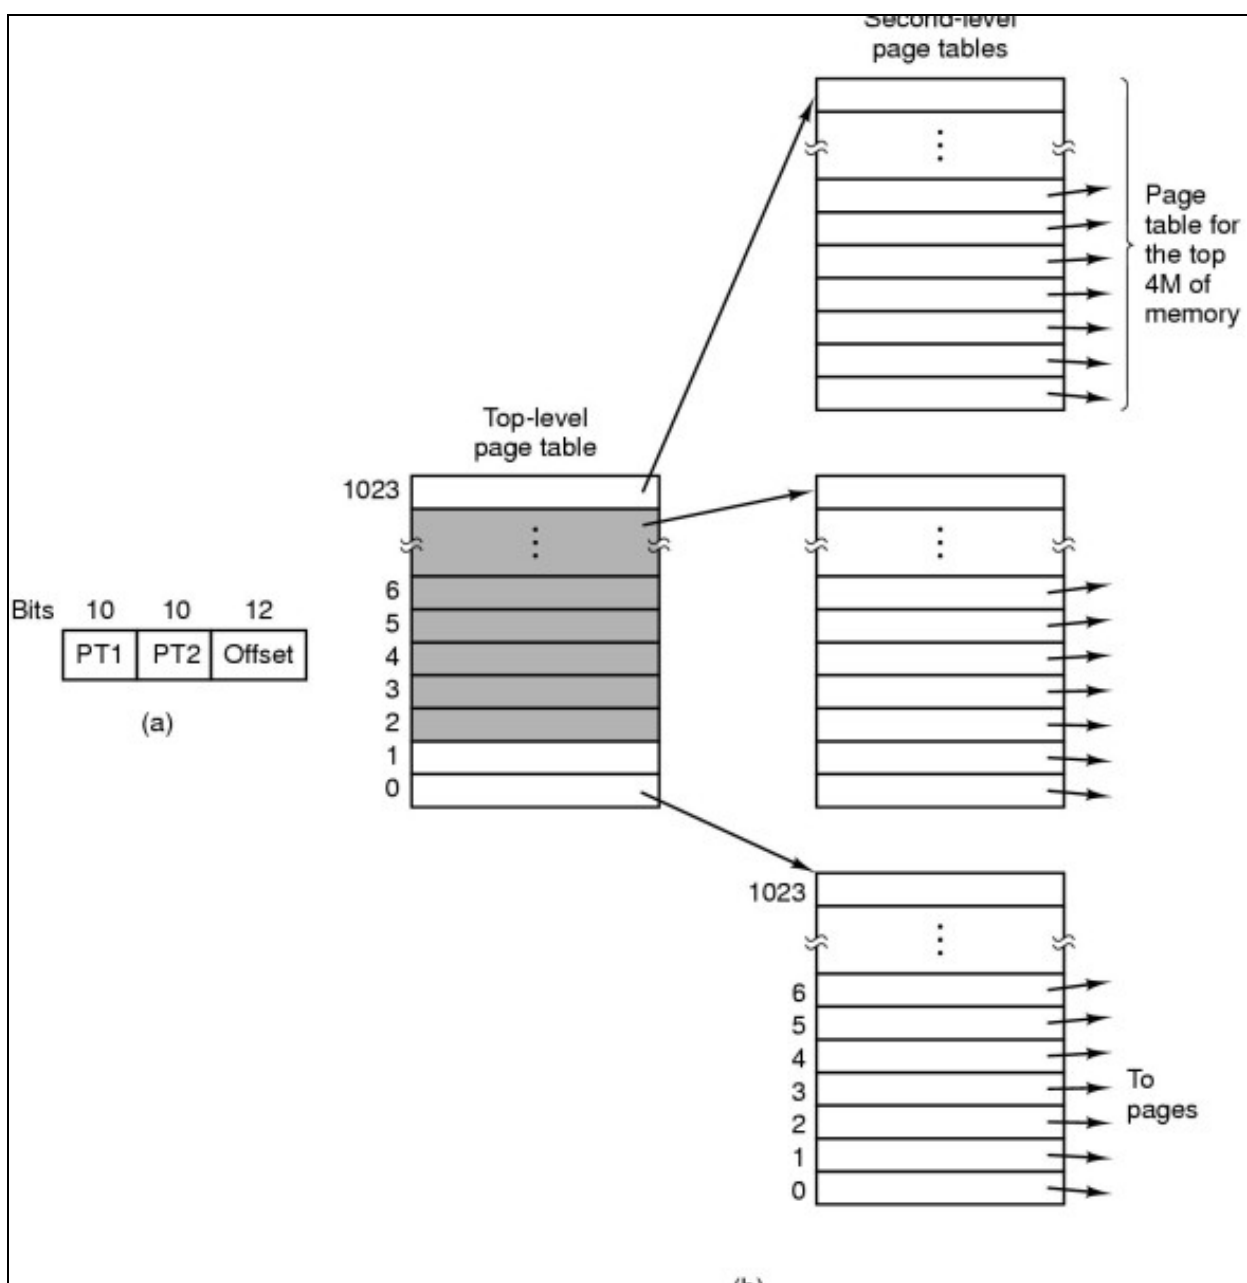 Second-level
page tables
Page
table for
the top
4M of
memory
Top-level
page table
1023
6
5
4
3
2
1
0
Bits 10 10 12
PT1 PT2 Offset
(a)
1023
6
5
4
3
2
1
0
To
pages